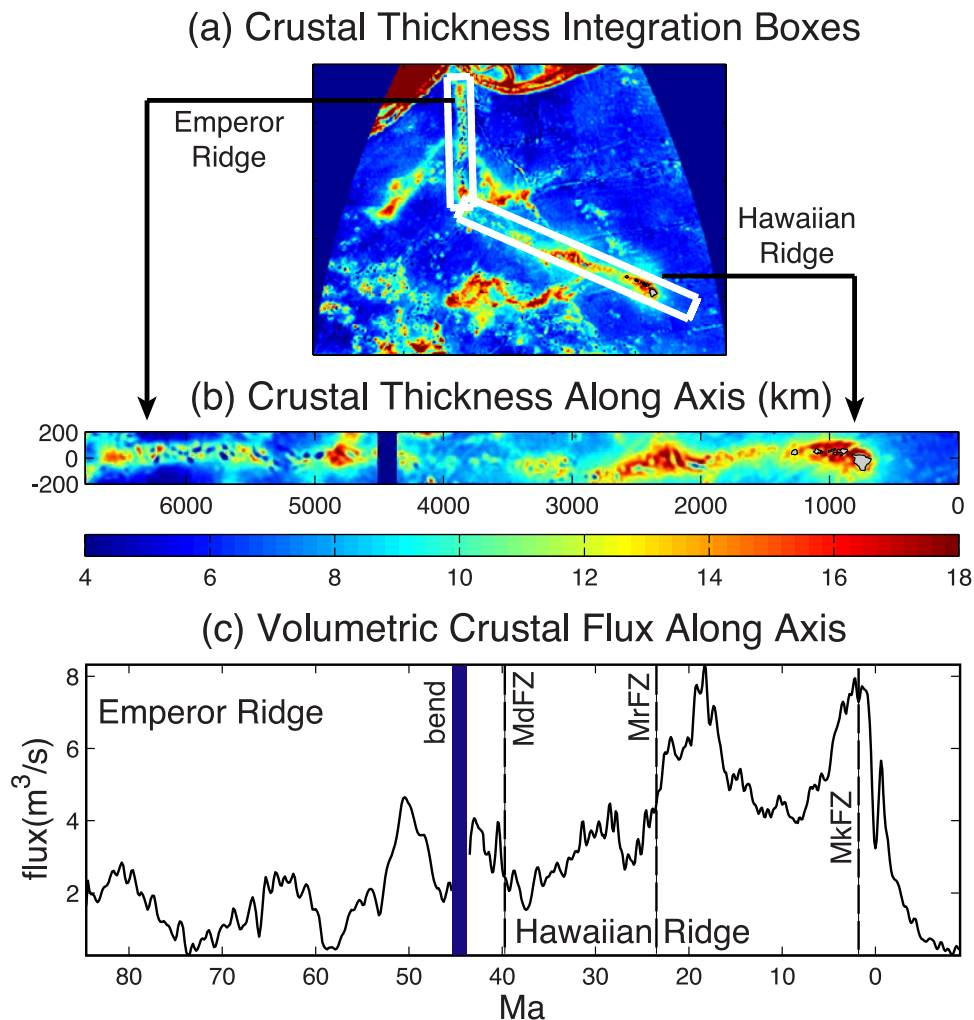 (a) Crustal Thickness Integration Boxes
Emperor
Ridge
Hawaiian
Ridge
(b) Crustal Thickness Along Axis (km)
200
0
-200
6000 5000 4000 3000 2000 1000 0
4 6 8 10 12 14 16 18
(c) Volumetric Crustal Flux Along Axis
8
6
4
2
flux(m³/s)
Emperor Ridge
bend
MdFZ
MrFZ
MkFZ
Hawaiian Ridge
80 70 60 50 40 30 20 10 0
Ma